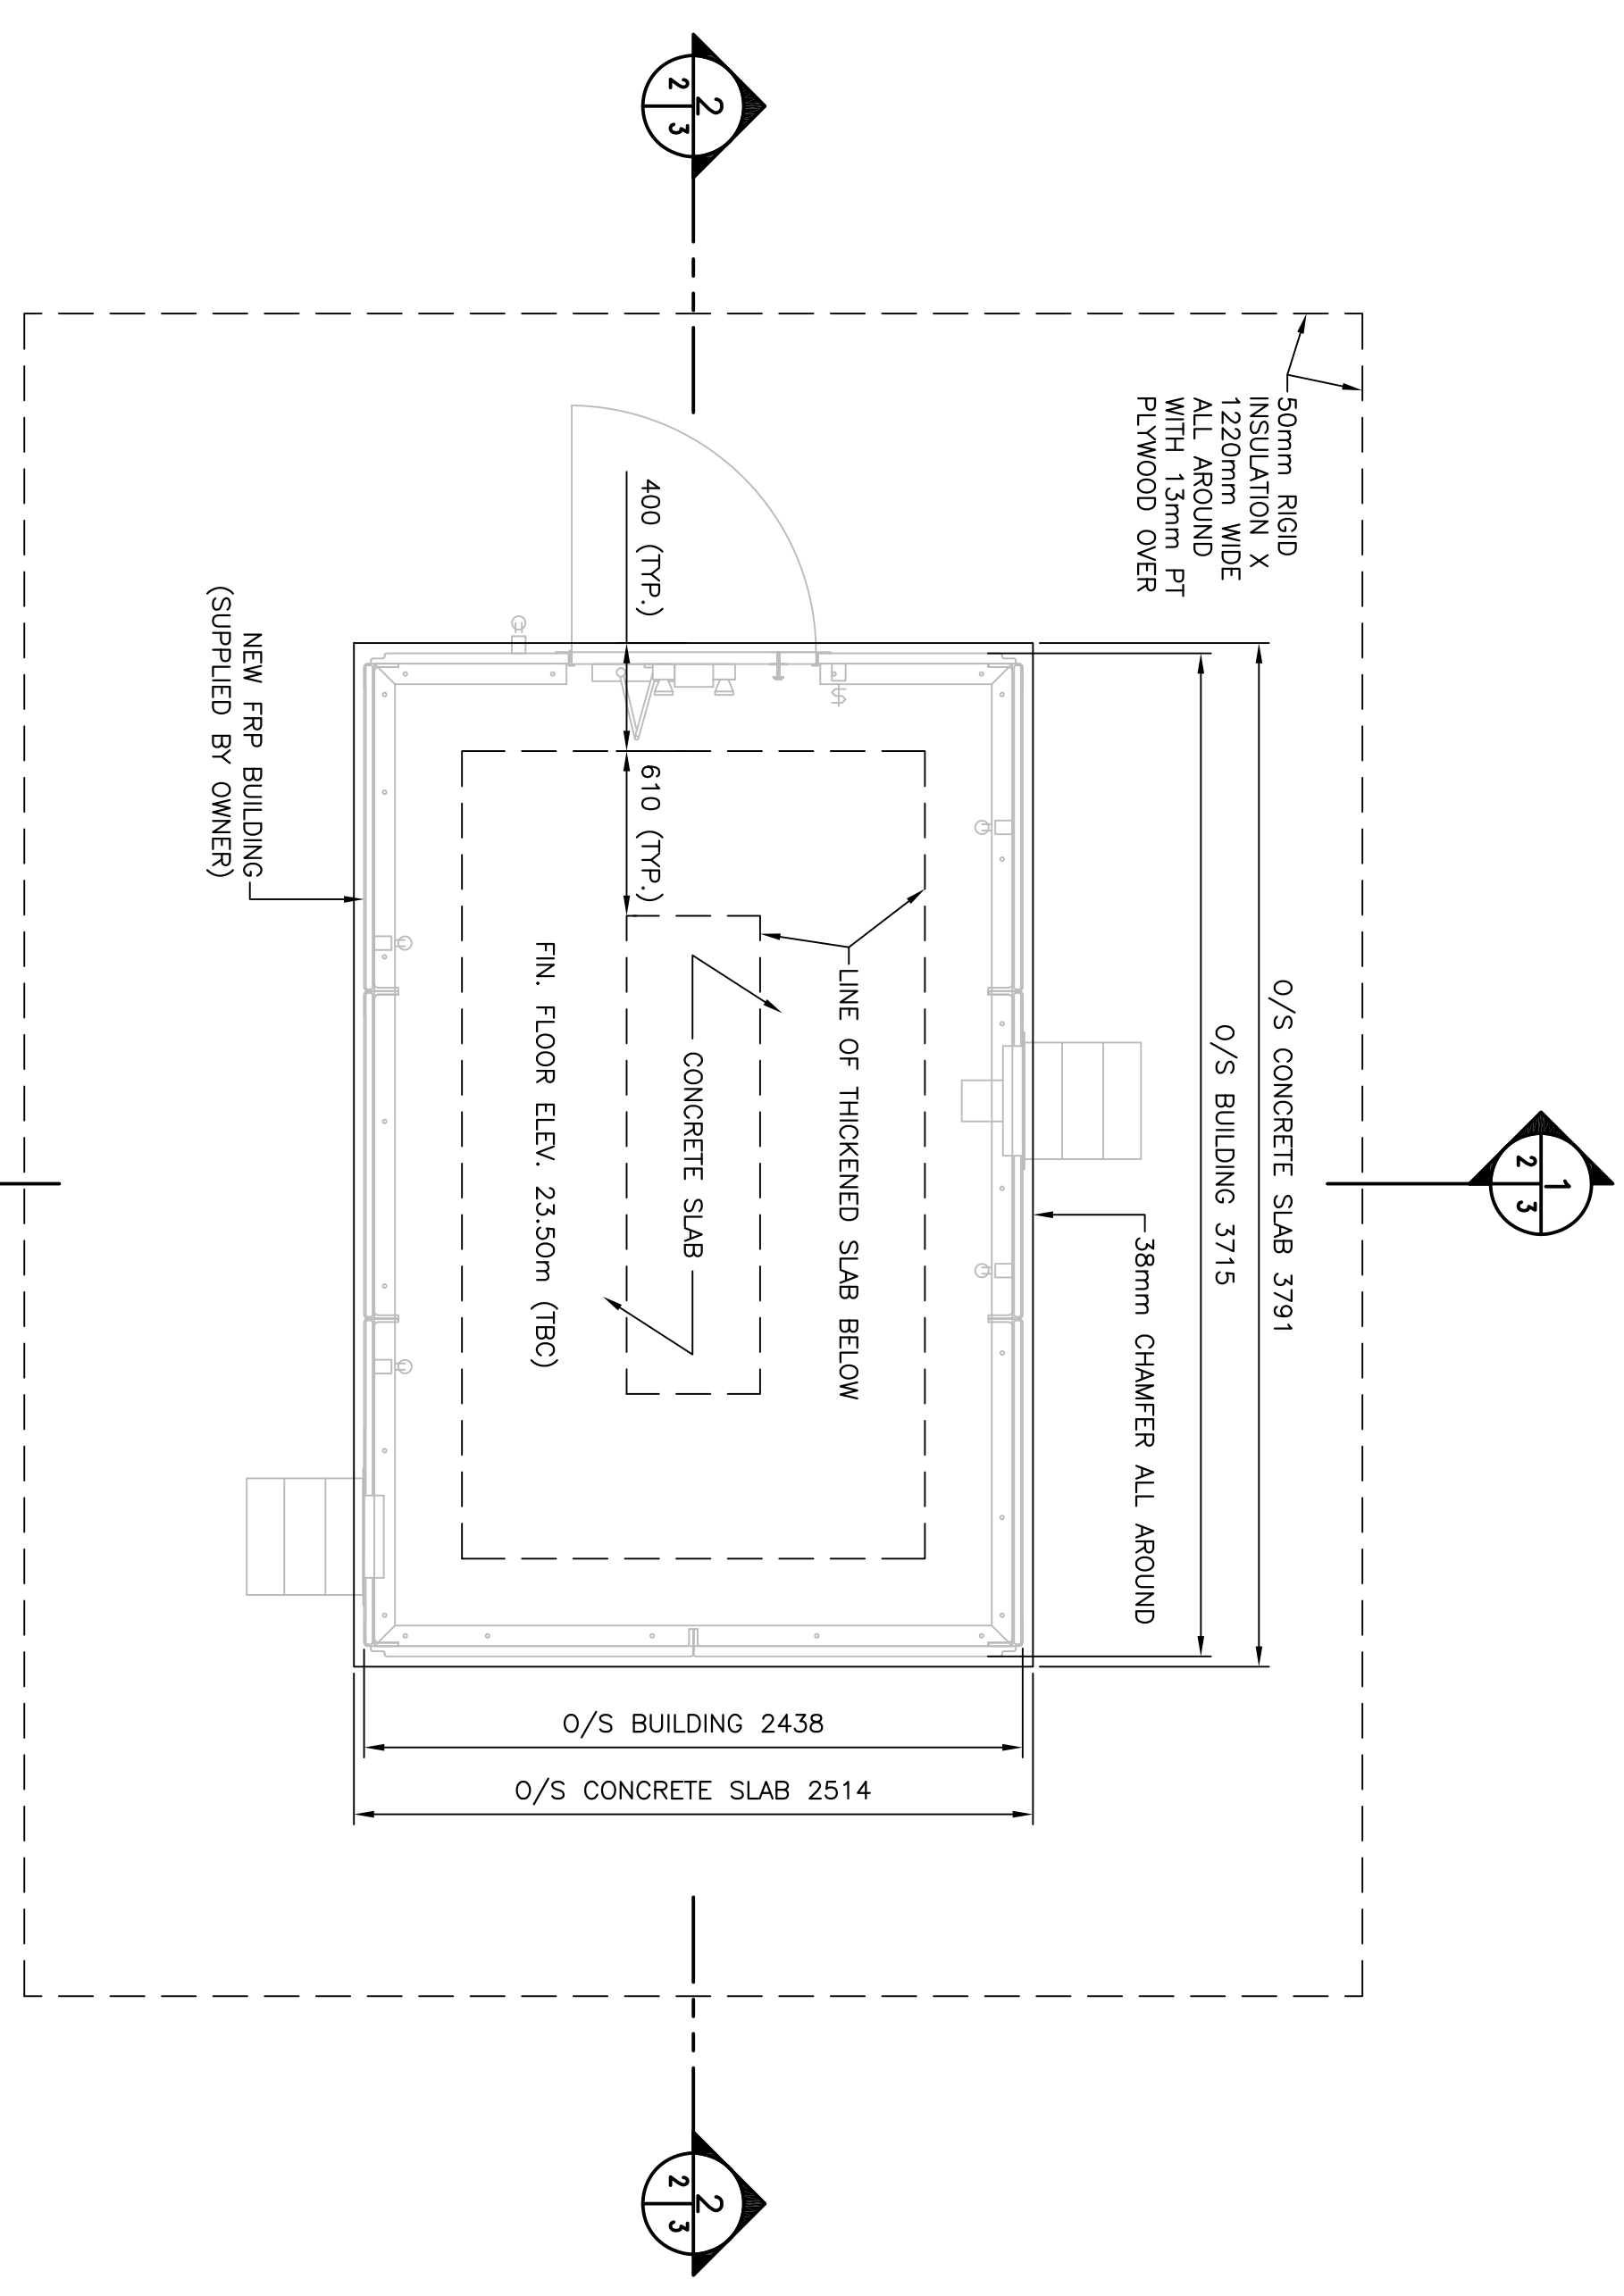 1
2 3
O/S CONCRETE SLAB 3791
O/S BUILDING 3715
50mm RIGID
INSULATION X
1220mm WIDE
ALL AROUND
WITH 13mm PT
PLYWOOD OVER
38mm CHAMFER ALL AROUND
$
LINE OF THICKENED SLAB BELOW
2
2 3
CONCRETE SLAB
2
2 3
400 (TYP.)
610 (TYP.)
FIN. FLOOR ELEV. 23.50m (TBC)
O/S BUILDING 2438
O/S CONCRETE SLAB 2514
NEW FRP BUILDING
(SUPPLIED BY OWNER)